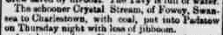 The schooner Crystal Stream, of Fowey, Swan-
sea to Charlestown, with coal, put into Padstow
on Thursday night with loss of jibboom.